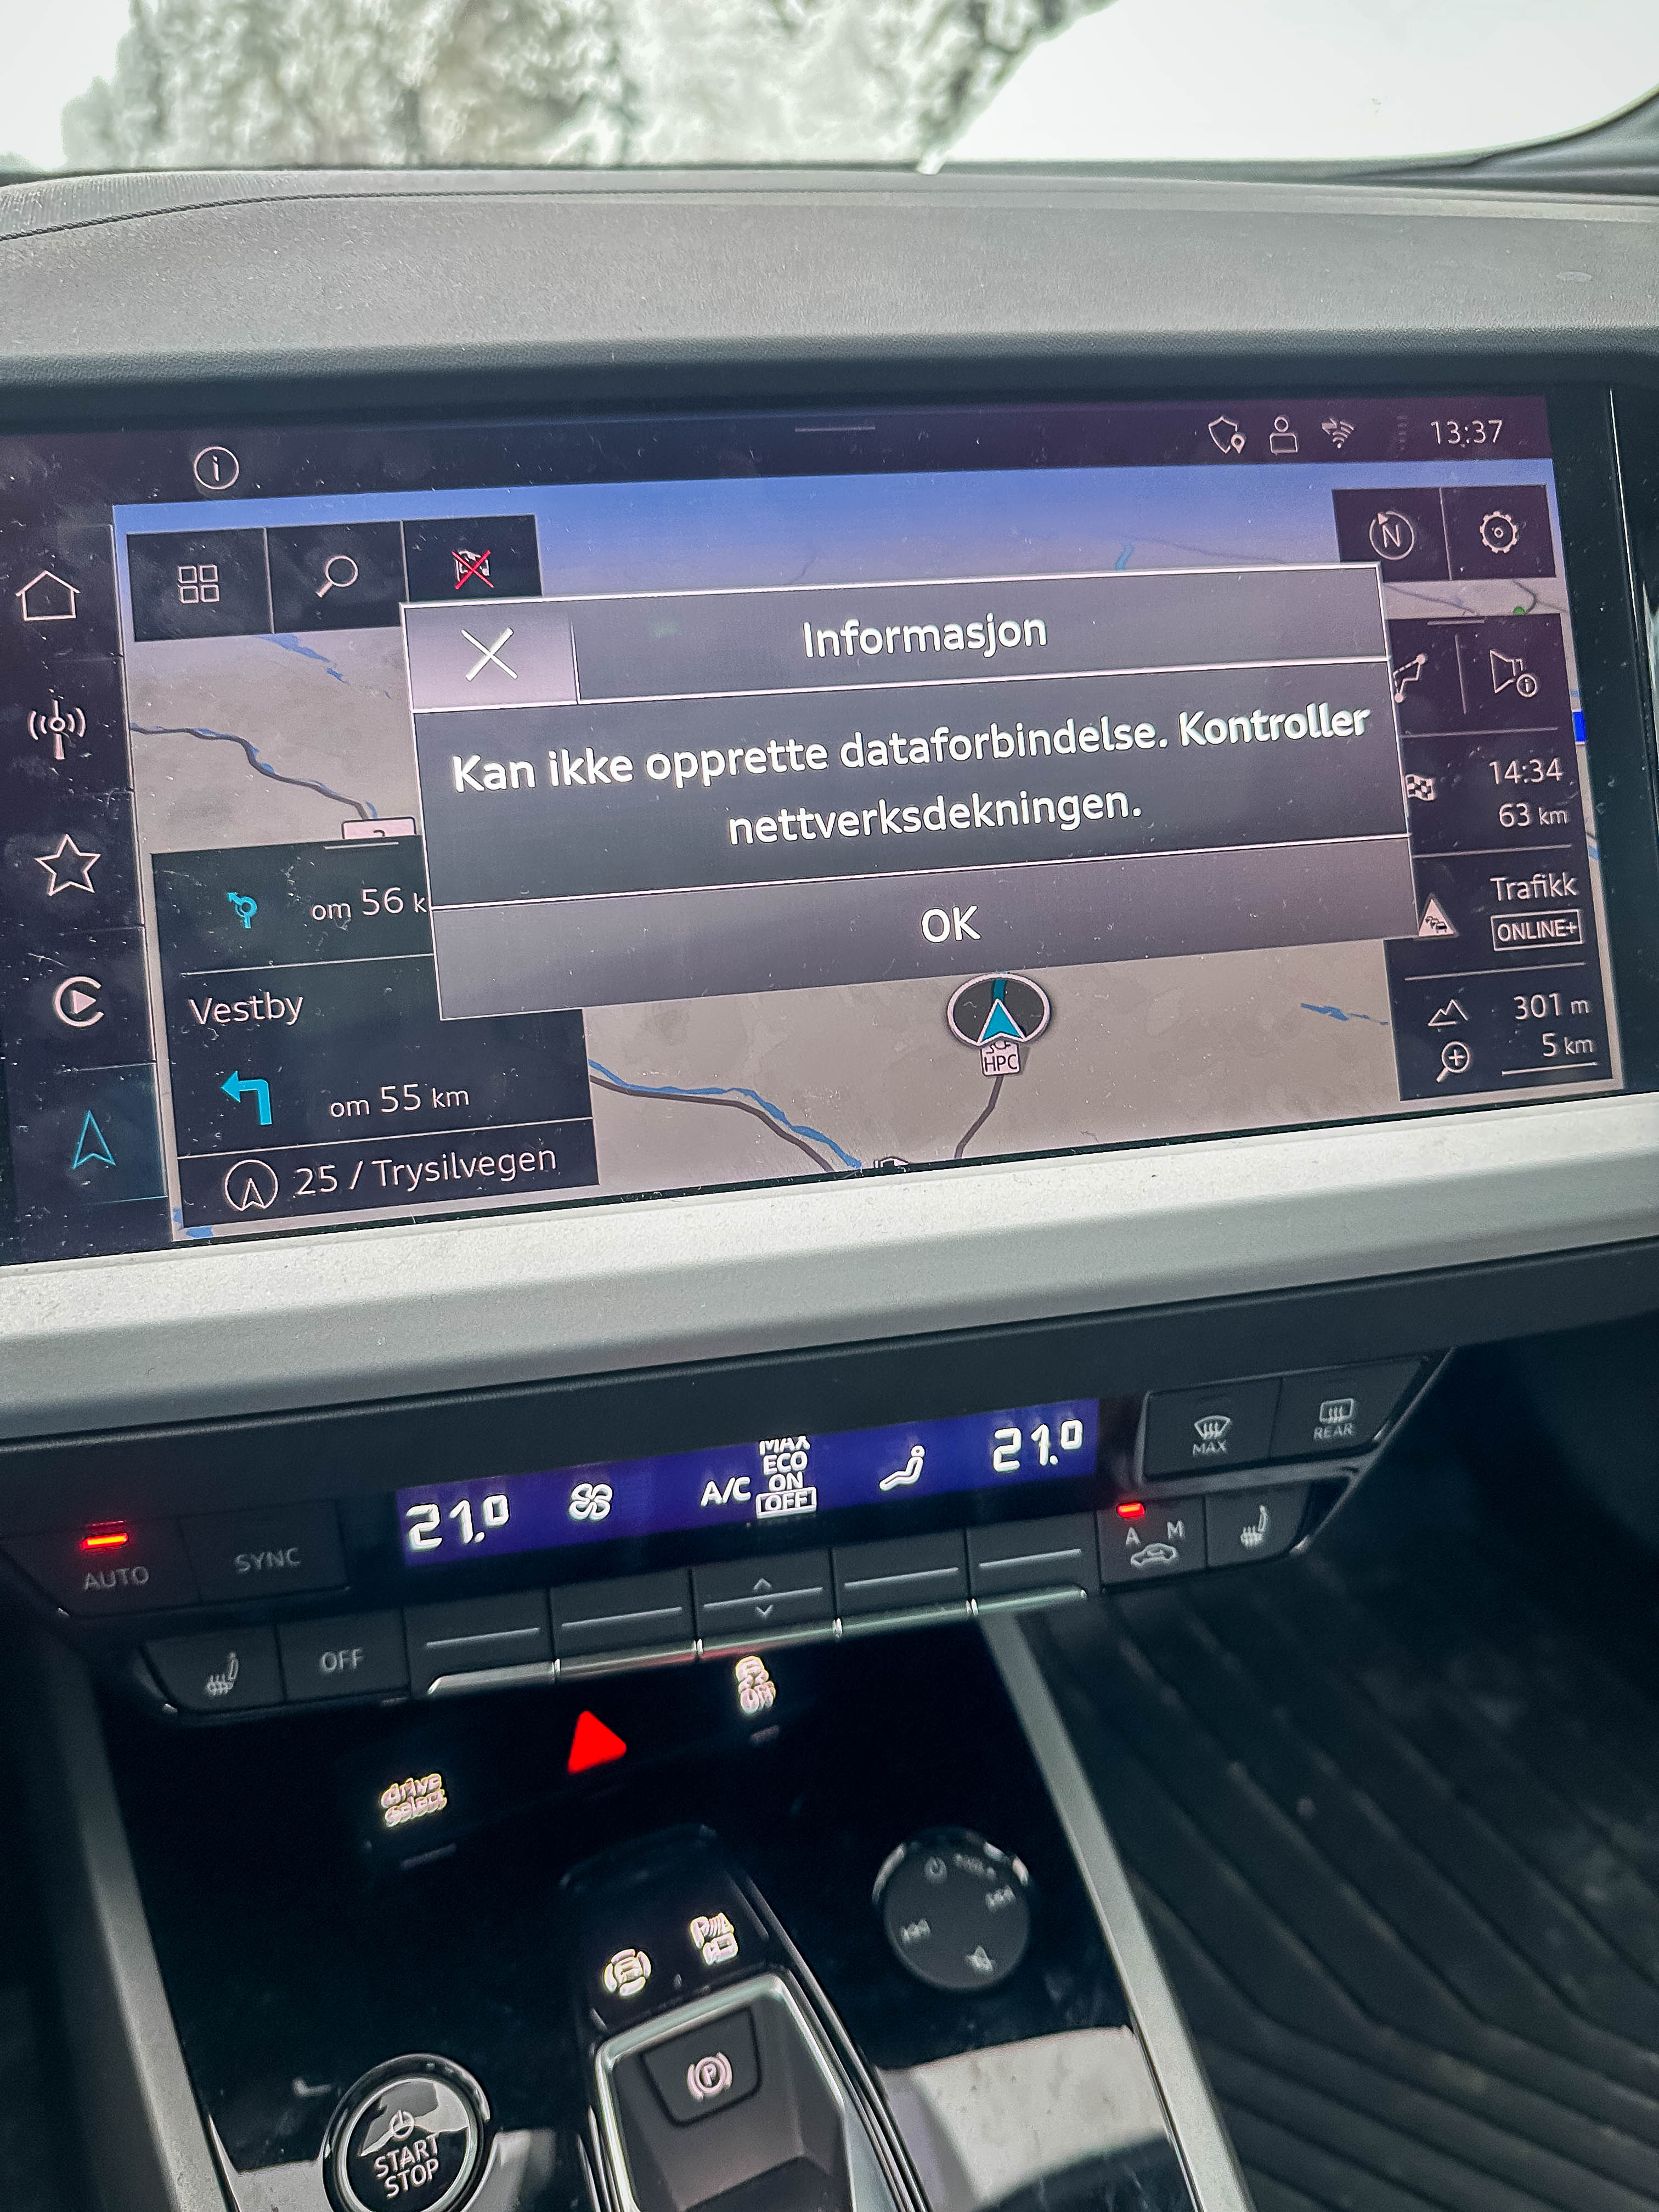 13:37
N
Informasjon
Kan ikke opprette dataforbindelse. Kontroller
nettverksdekningen.
OK
14:34
63 km
Trafikk
ONLINE+
301 m
5 km
om 56 k
Vestby
om 55 km
25 / Trysilvegen
HPC
21.0
A/C
MAX
ECO
ON
OFF
21.0
MAX
REAR
AUTO
SYNC
A M
OFF
OFF
drive
select
P
START
STOP